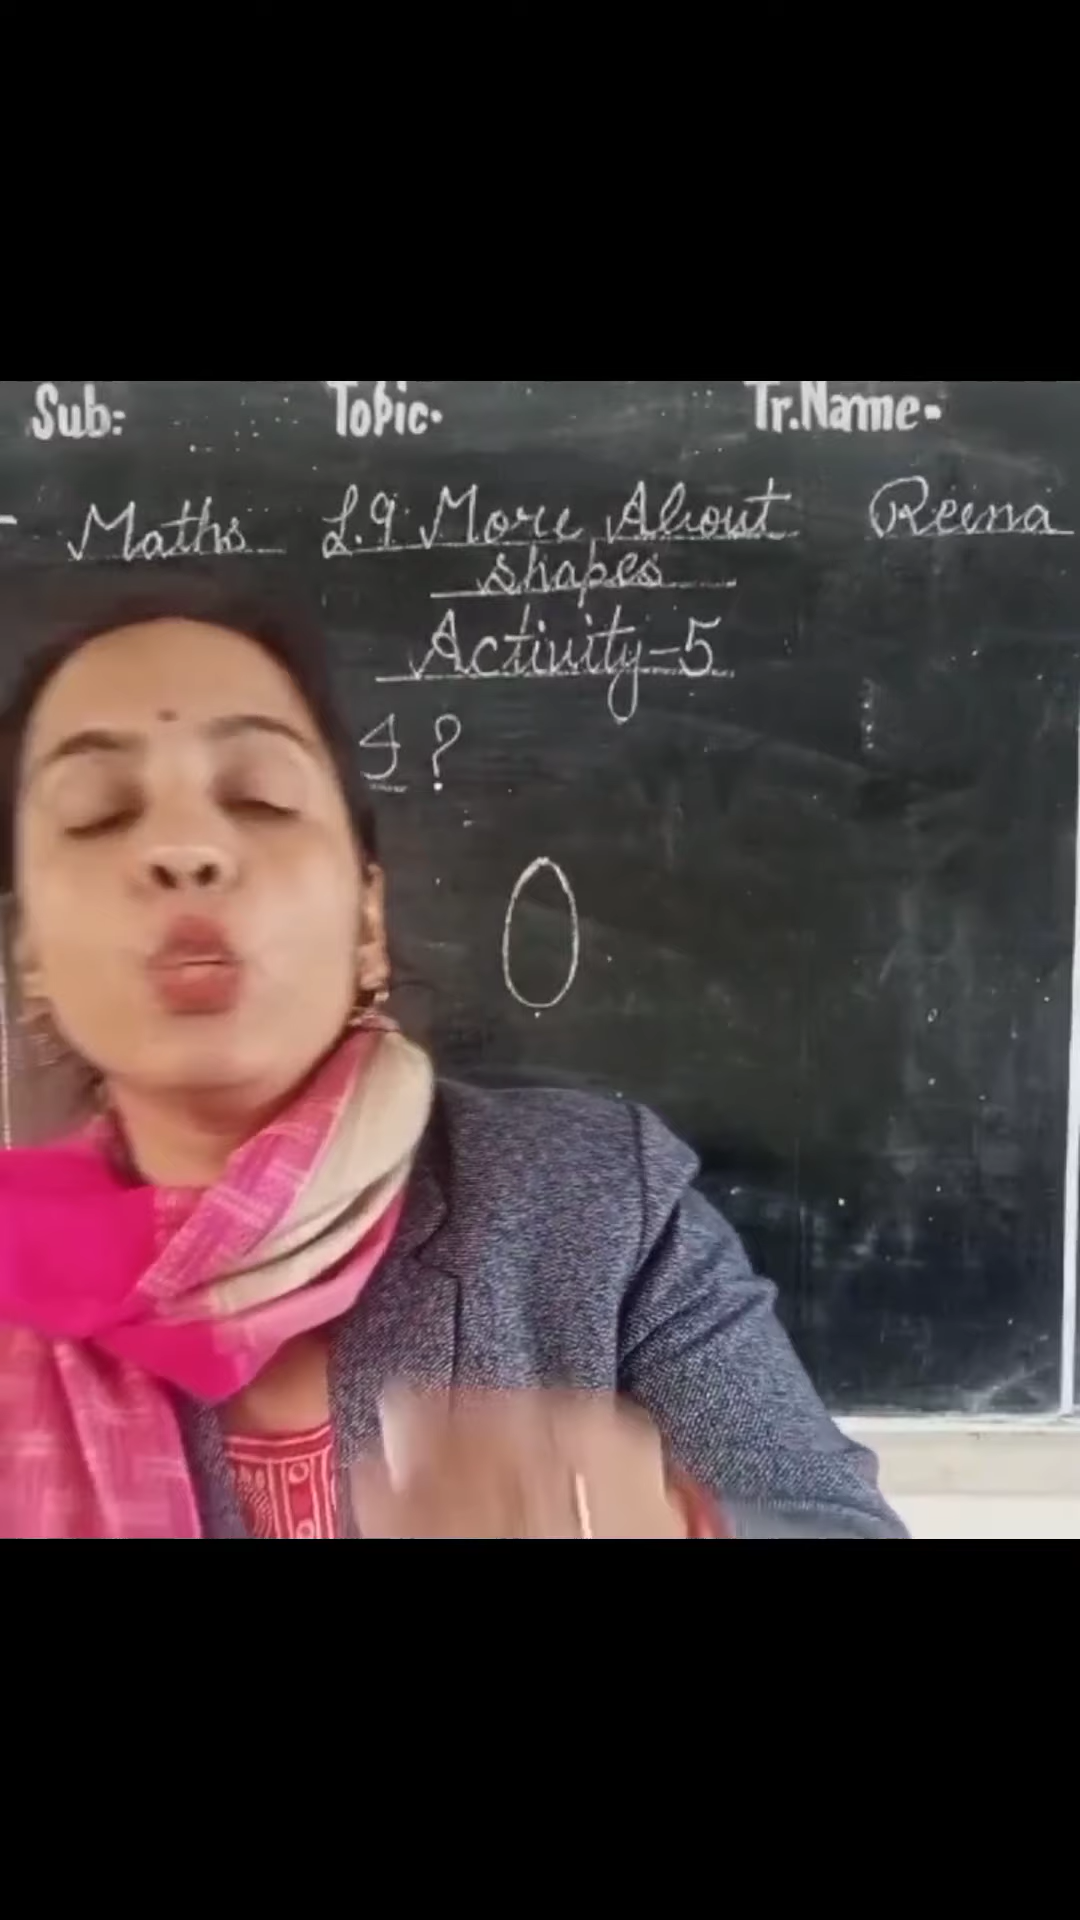 Sub: Topic. Tr.Name-
- Maths L.9 More About Reena
shapes
Activity-5
I ?